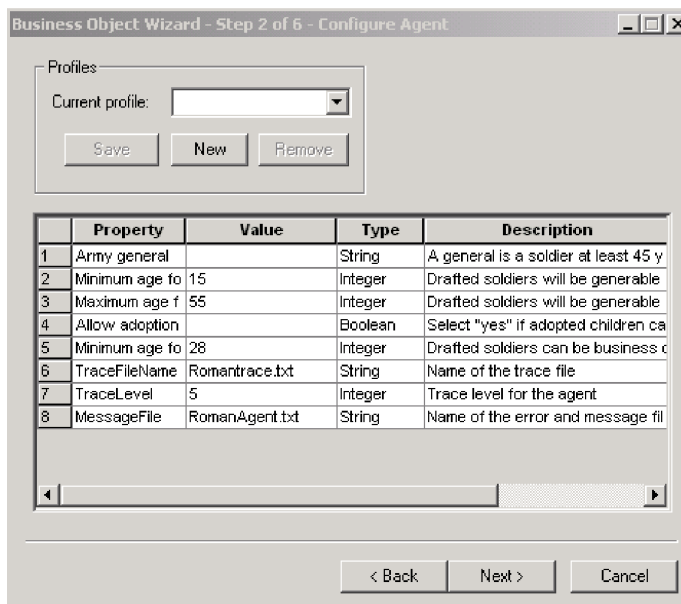 Business Object Wizard - Step 2 of 6 - Configure Agent
Profiles
Current profile:
Save New Remove
Property Value Type Description
1 Army general String A general is a soldier at least 45 y
2 Minimum age fo 15 Integer Drafted soldiers will be generable
3 Maximum age f 55 Integer Drafted soldiers will be generable
4 Allow adoption Boolean Select "yes" if adopted children ca
5 Minimum age fo 28 Integer Drafted soldiers can be business o
6 TraceFileName Romantrace.txt String Name of the trace file
7 TraceLevel 5 Integer Trace level for the agent
8 MessageFile RomanAgent.txt String Name of the error and message fil
< Back Next > Cancel